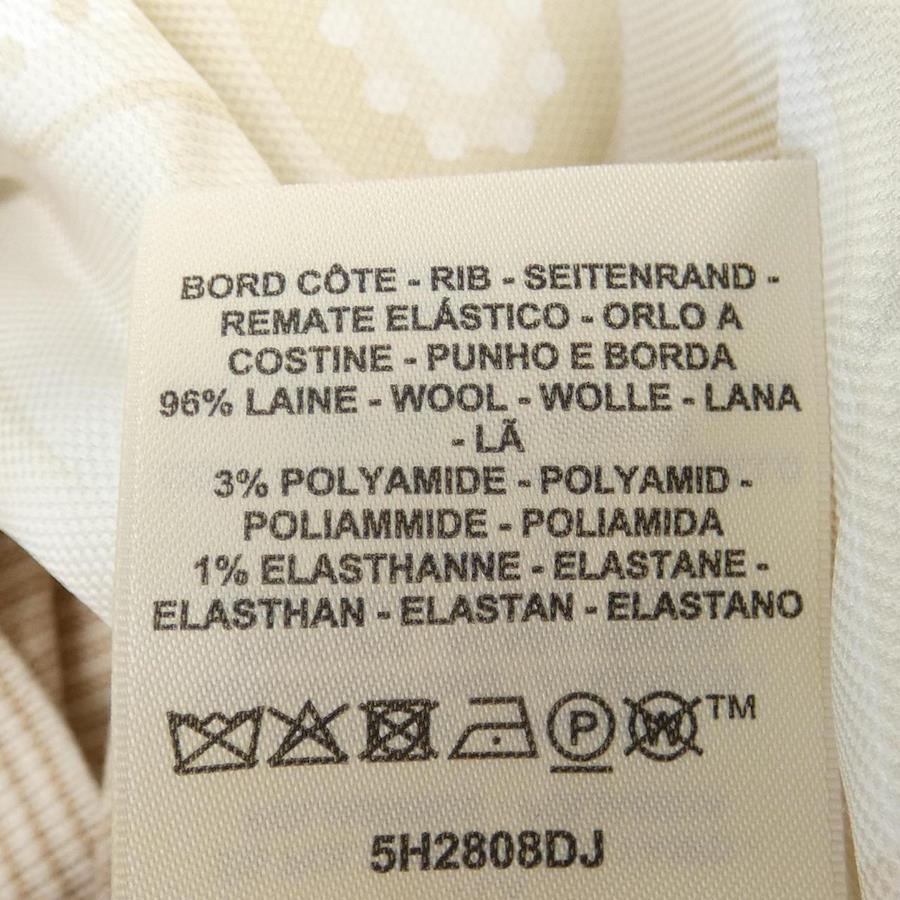 BORD CÔTE - RIB - SEITENRAND -
REMATE ELÁSTICO - ORLO A
COSTINE - PUNHO E BORDA
96% LAINE - WOOL - WOLLE - LANA
- LÃ
3% POLYAMIDE - POLYAMID -
POLIAMMIDE - POLIAMIDA
1% ELASTHANNE - ELASTANE -
ELASTHAN - ELASTAN - ELASTANO
P W TM
5H2808DJ